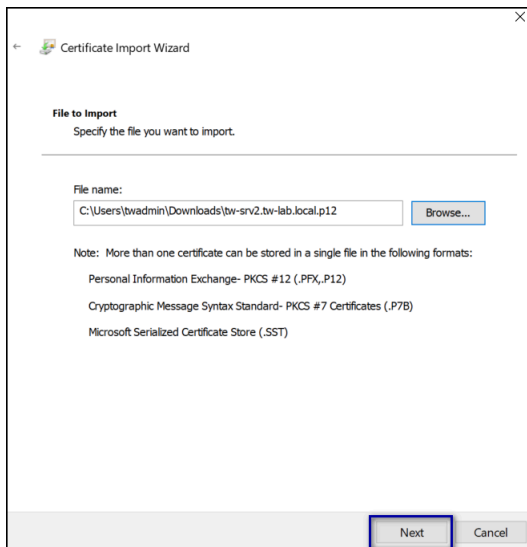 Certificate Import Wizard
File to Import
Specify the file you want to import.
File name:
C:\Users\twadmin\Downloads\tw-srv2.tw-lab.local.p12
Browse...
Note: More than one certificate can be stored in a single file in the following formats:
Personal Information Exchange- PKCS #12 (.PFX,.P12)
Cryptographic Message Syntax Standard- PKCS #7 Certificates (.P7B)
Microsoft Serialized Certificate Store (.SST)
Next
Cancel